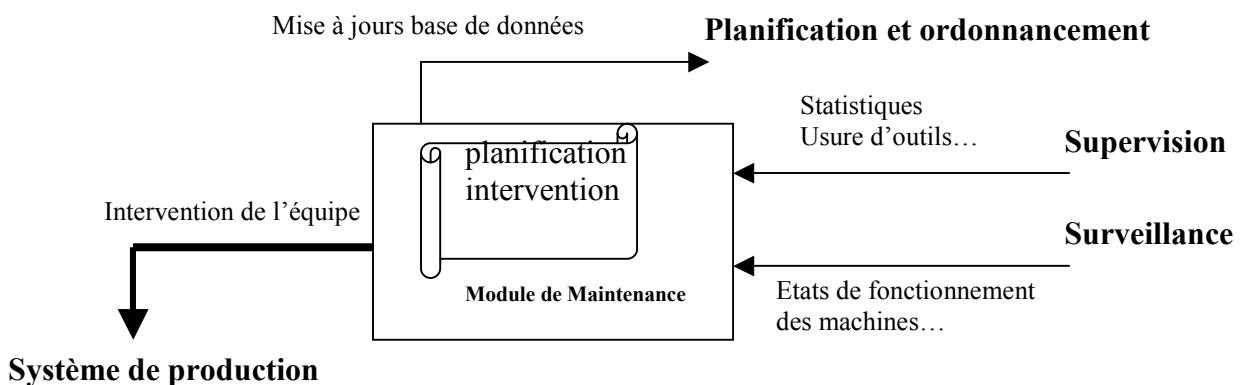 Mise à jours base de données
Planification et ordonnancement
Statistiques
Usure d'outils…
Supervision
planification
intervention
Intervention de l'équipe
Surveillance
Module de Maintenance
Etats de fonctionnement
des machines…
Système de production